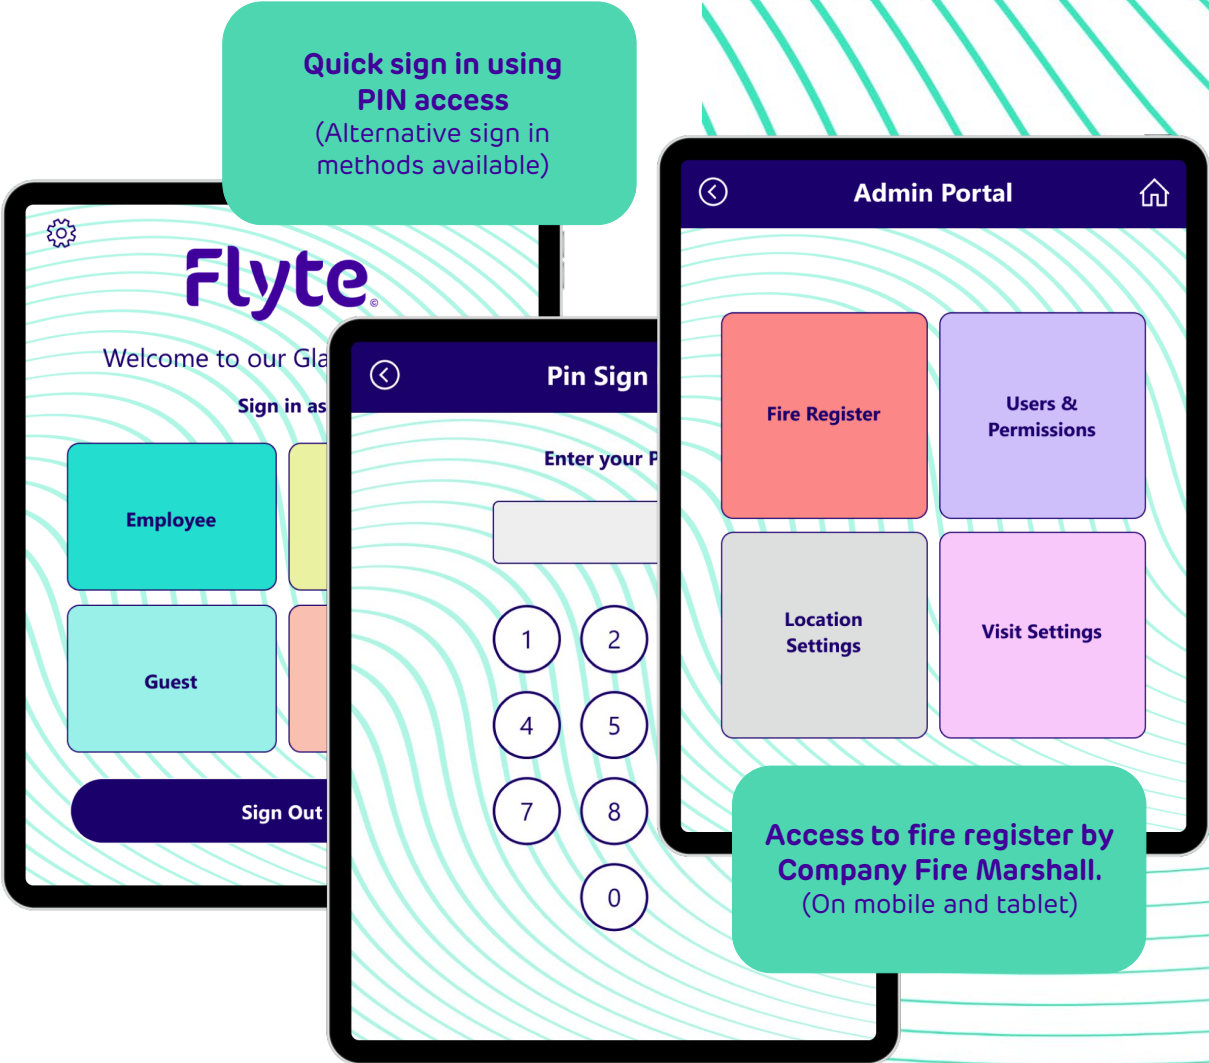 Quick sign in using
PIN access
(Alternative sign in
methods available)
Flyte
©
Welcome to our Gla
Sign in as
Employee
Guest
Sign Out
Pin Sign
Enter your P
1 2
4 5
7 8
0
Admin Portal
Fire Register
Users &
Permissions
Location
Settings
Visit Settings
Access to fire register by
Company Fire Marshall.
(On mobile and tablet)